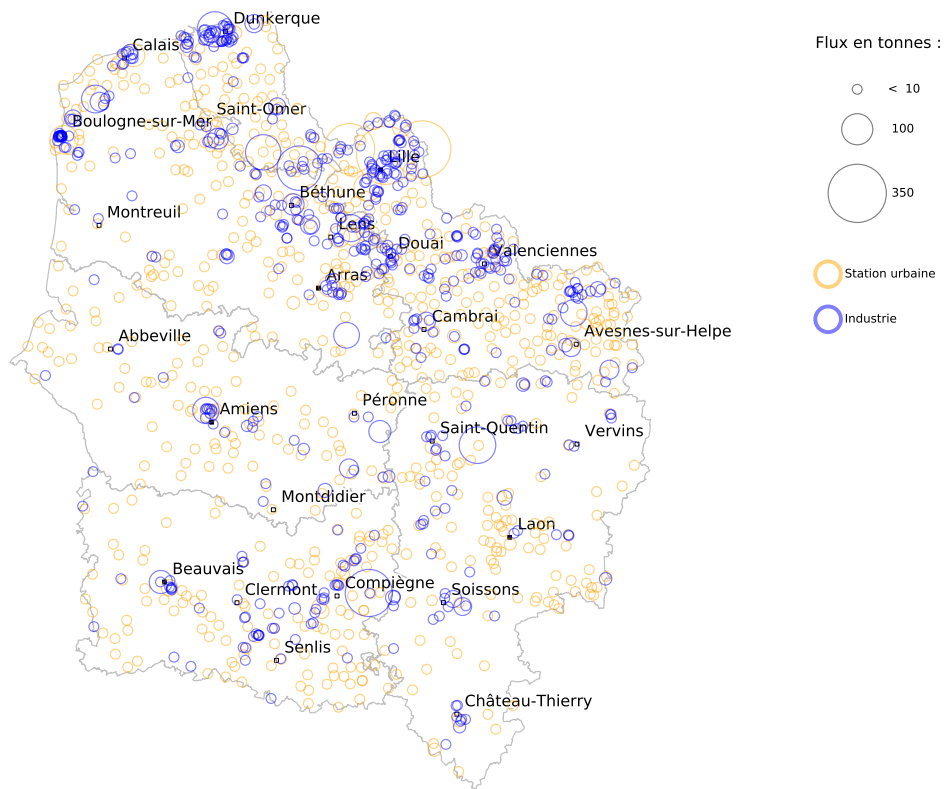 Dunkerque
Calais
Flux en tonnes :
< 10
Saint-Omer
Boulogne-sur-Mer
100
Lille
Béthune
350
Montreuil
Lens
Douai
Valenciennes
Arras
Station urbaine
Cambrai
Industrie
Abbeville
Avesnes-sur-Helpe
Péronne
Amiens
Saint-Quentin
Vervins
Montdidier
Laon
Beauvais
Clermont
Compiègne
Soissons
Senlis
Château-Thierry